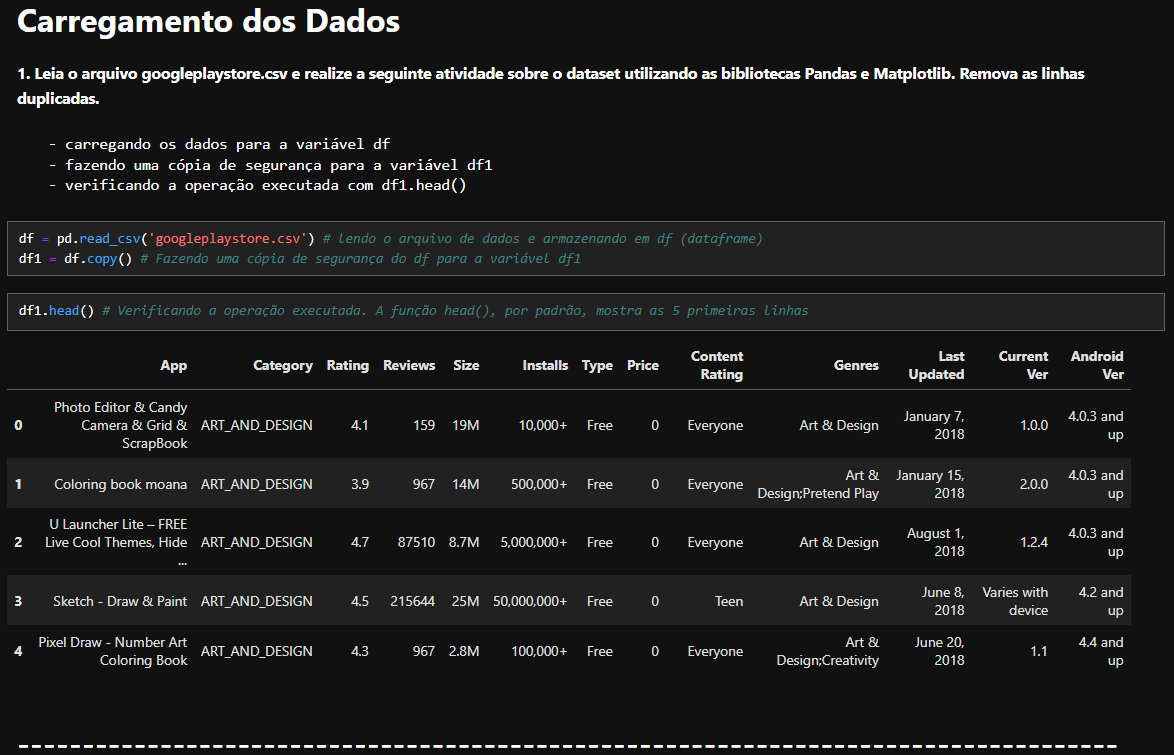 Carregamento dos Dados
1. Leia o arquivo googleplaystore.csv e realize a seguinte atividade sobre o dataset utilizando as bibliotecas Pandas e Matplotlib. Remova as linhas
duplicadas.
- carregando os dados para a variável df
- fazendo uma cópia de segurança para a variável df1
- verificando a operação executada com df1.head()
df = pd.read_csv('googleplaystore.csv') # lendo o arquivo de dados e armazenando em df (dataframe)
df1 = df.copy() # Fazendo uma cópia de segurança do df para a variável df1
df1.head() # Verificando a operação executada. A função head(), por padrão, mostra as 5 primeiras linhas
App Category Rating Reviews Size Installs Type Price Content Rating Genres Last Updated Current Ver Android Ver
0 Photo Editor & Candy Camera & Grid & ScrapBook ART_AND_DESIGN 4.1 159 19M 10,000+ Free 0 Everyone Art & Design January 7, 2018 1.0.0 4.0.3 and up
1 Coloring book moana ART_AND_DESIGN 3.9 967 14M 500,000+ Free 0 Everyone Art & Design;Pretend Play January 15, 2018 2.0.0 4.0.3 and up
2 U Launcher Lite – FREE Live Cool Themes, Hide ... ART_AND_DESIGN 4.7 87510 8.7M 5,000,000+ Free 0 Everyone Art & Design August 1, 2018 1.2.4 4.0.3 and up
3 Sketch - Draw & Paint ART_AND_DESIGN 4.5 215644 25M 50,000,000+ Free 0 Teen Art & Design June 8, 2018 Varies with device 4.2 and up
4 Pixel Draw - Number Art Coloring Book ART_AND_DESIGN 4.3 967 2.8M 100,000+ Free 0 Everyone Art & Design;Creativity June 20, 2018 1.1 4.4 and up